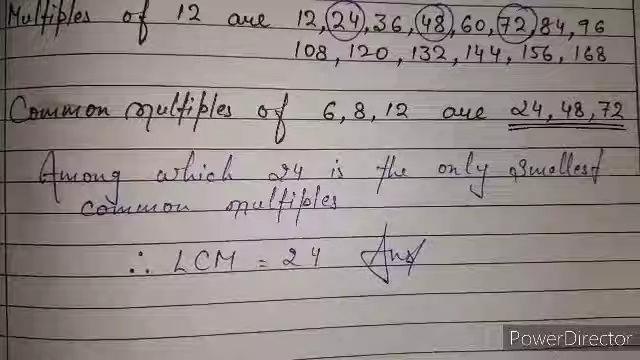 Multiples of 12 are 12, 24, 36, 48, 60, 72, 84, 96
108, 120, 132, 144, 156, 168
Common multiples of 6, 8, 12 are 24, 48, 72
Among which 24 is the only smallest
common multiples
∴ LCM = 24 Ans
PowerDirector